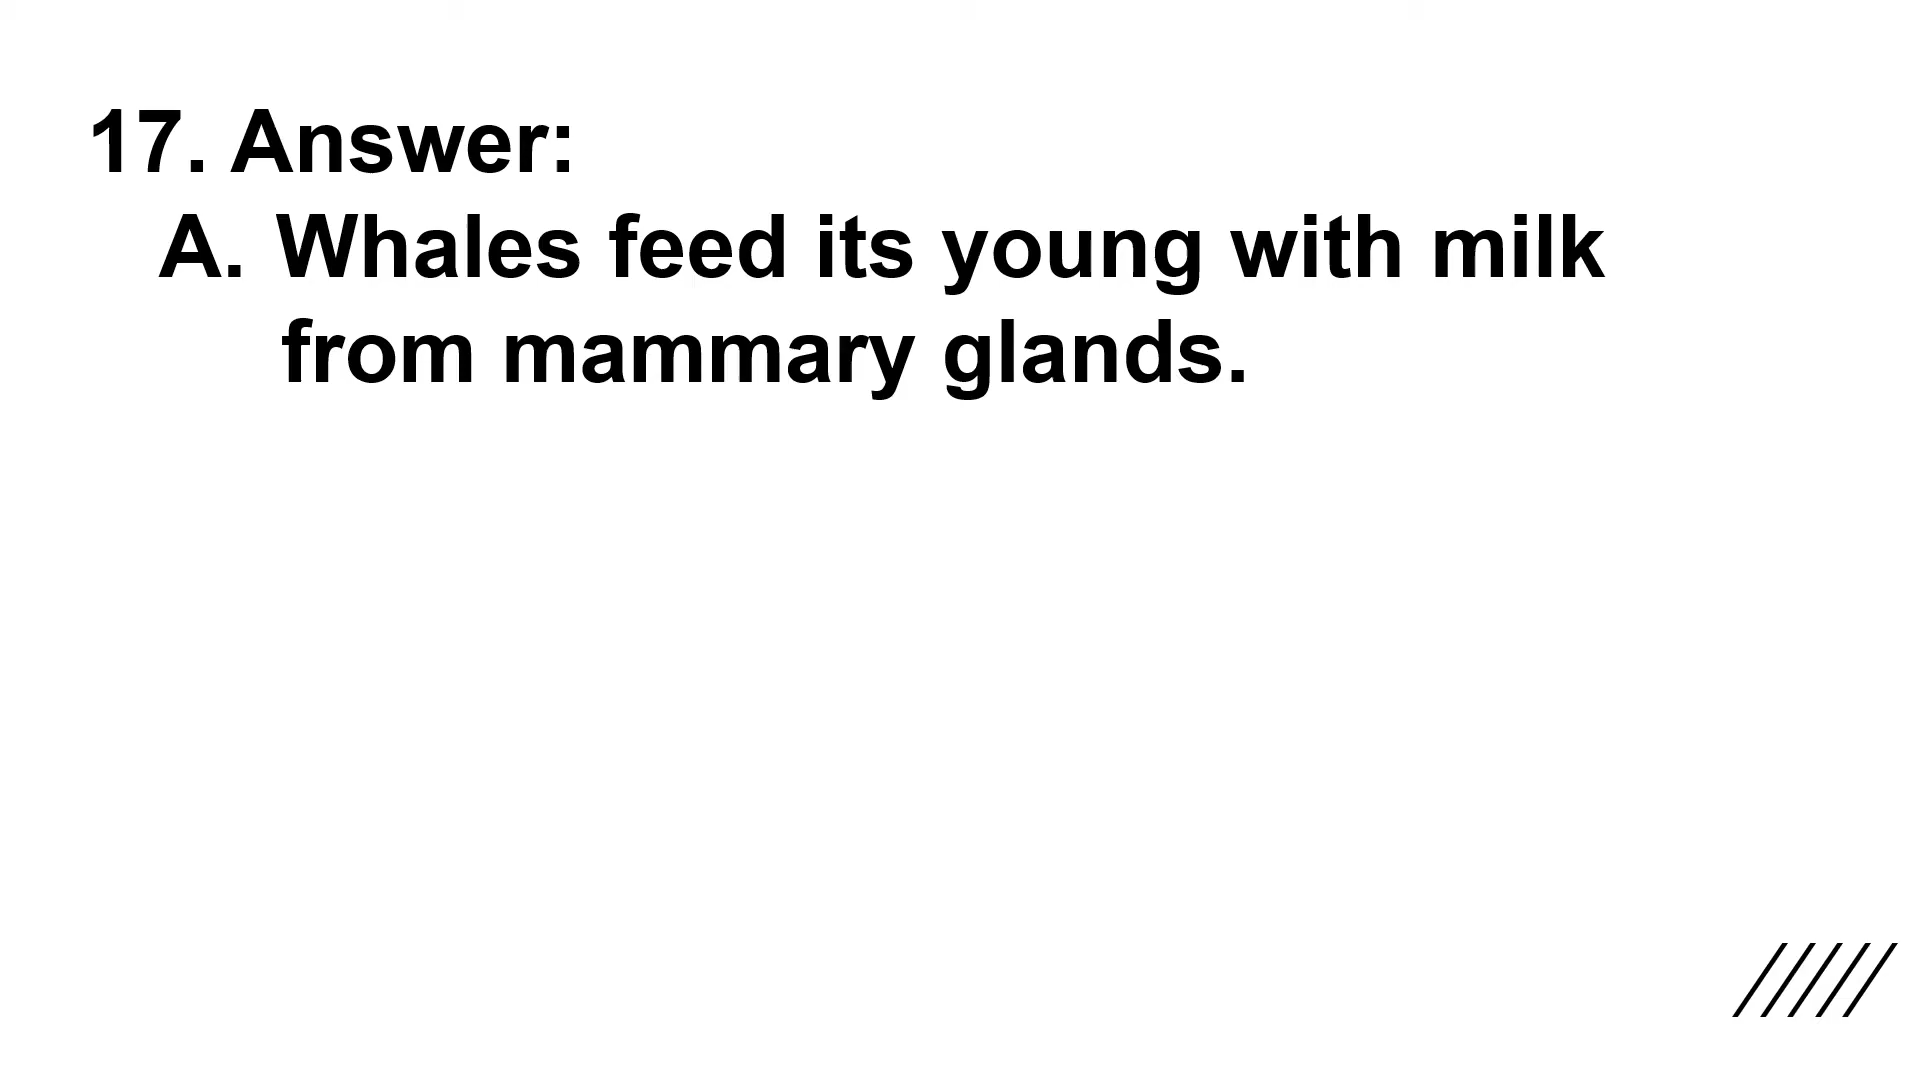 17. Answer:
A. Whales feed its young with milk
from mammary glands.